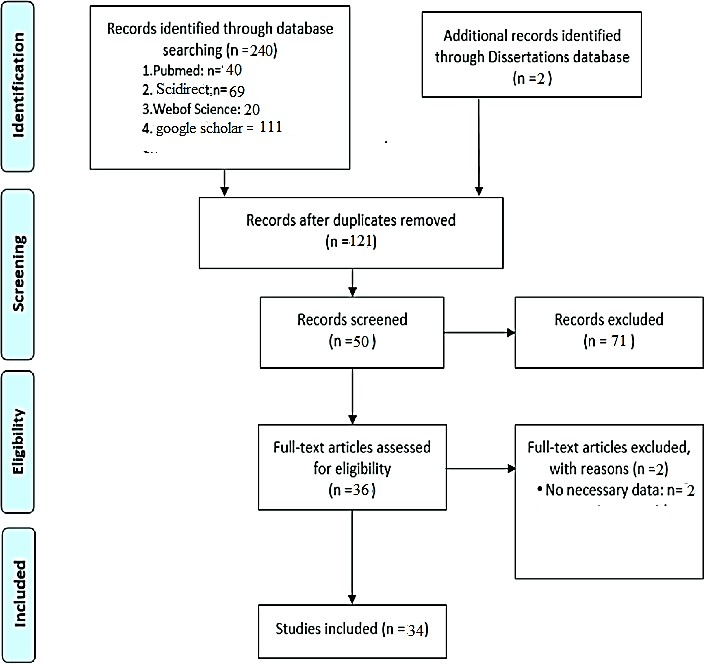 Identification
Records identified through database
searching (n =240)
1.Pubmed: n= 40
2. Scidirect:n= 69
3.Webof Science: 20
4. google scholar = 111
Additional records identified
through Dissertations database
(n =2)
Screening
Records after duplicates removed
(n =121)
Records screened
(n =50 )
Records excluded
(n = 71)
Eligibility
Full-text articles assessed
for eligibility
(n =36 )
Full-text articles excluded,
with reasons (n =2)
• No necessary data: n= 2
Included
Studies included (n =34)